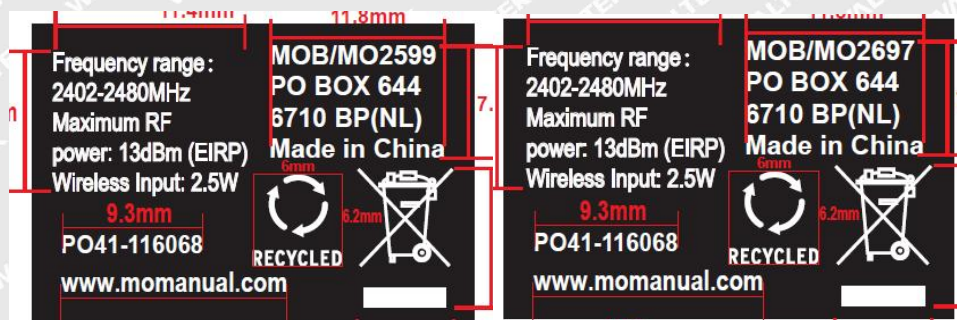 11.4mm
11.8mm
Frequency range:
2402-2480MHz
Maximum RF
power: 13dBm (EIRP)
Wireless Input: 2.5W
MOB/MO2599
PO BOX 644
6710 BP(NL)
Made in China
6mm
9.3mm
6.2mm
PO41-116068
RECYCLED
www.momanual.com
7.
Frequency range:
2402-2480MHz
Maximum RF
power: 13dBm (EIRP)
Wireless Input: 2.5W
MOB/MO2697
PO BOX 644
6710 BP(NL)
Made in China
6mm
9.3mm
6.2mm
PO41-116068
RECYCLED
www.momanual.com